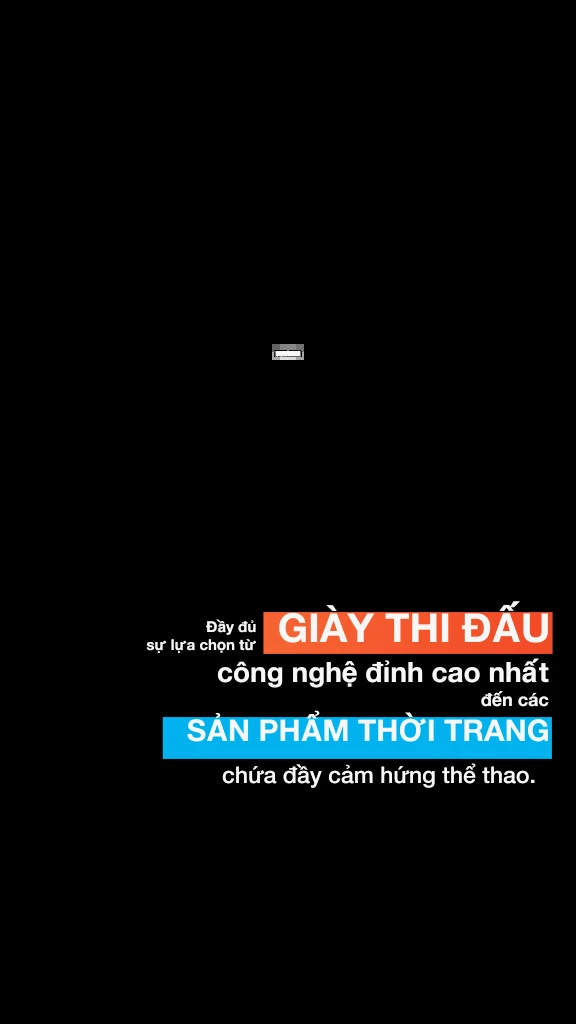 Đầy đủ
sự lựa chọn từ
GIÀY THI ĐẤU
công nghệ đỉnh cao nhất
đến các
SẢN PHẨM THỜI TRANG
chứa đầy cảm hứng thể thao.